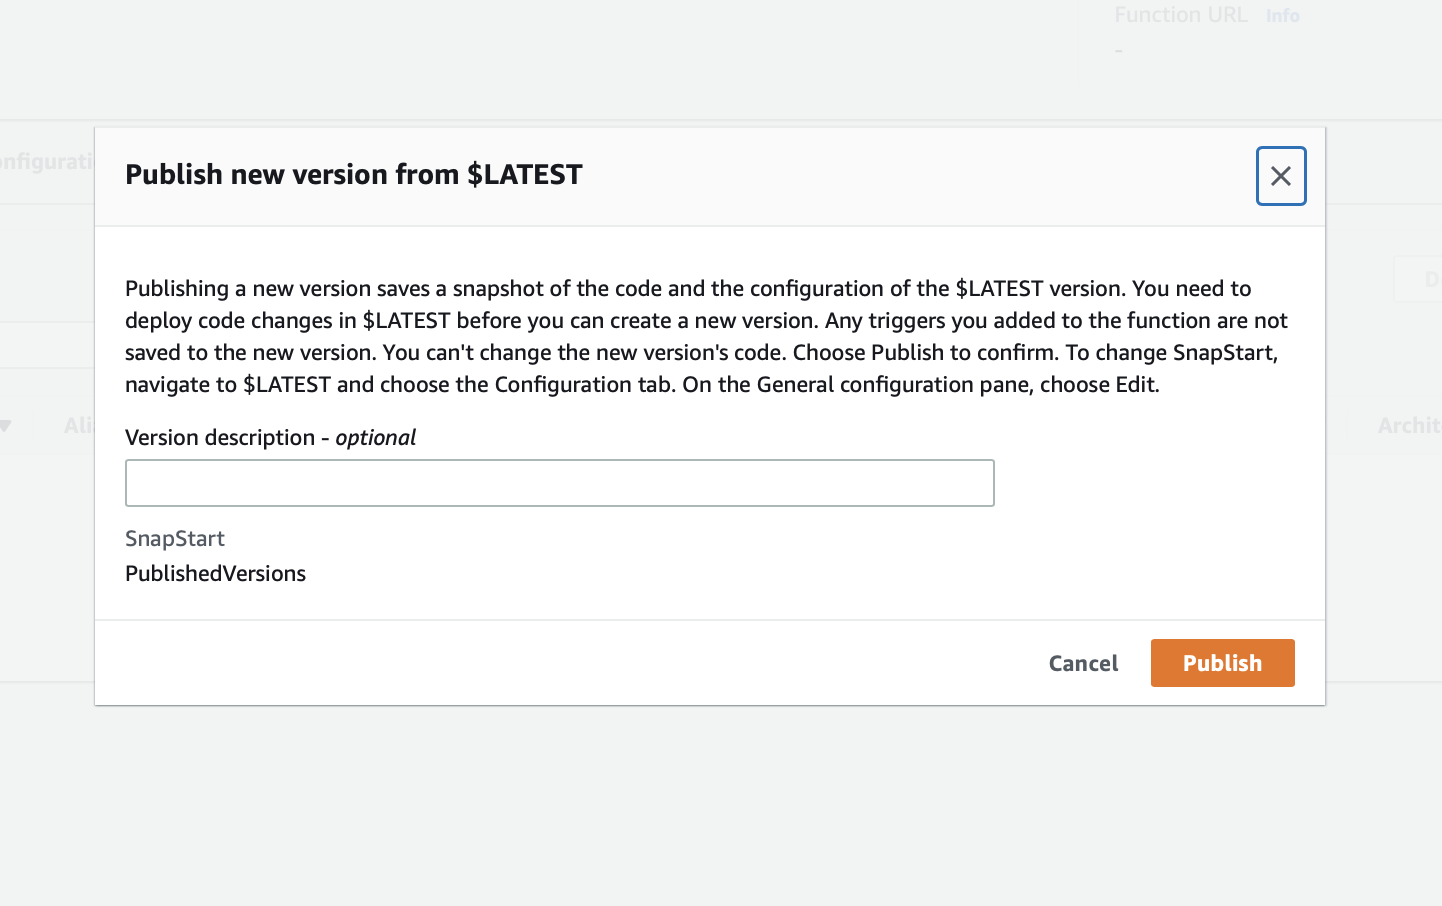 Function URL Info
-
Publish new version from $LATEST
Publishing a new version saves a snapshot of the code and the configuration of the $LATEST version. You need to
deploy code changes in $LATEST before you can create a new version. Any triggers you added to the function are not
saved to the new version. You can't change the new version's code. Choose Publish to confirm. To change SnapStart,
navigate to $LATEST and choose the Configuration tab. On the General configuration pane, choose Edit.
Version description - optional
SnapStart
PublishedVersions
Cancel Publish